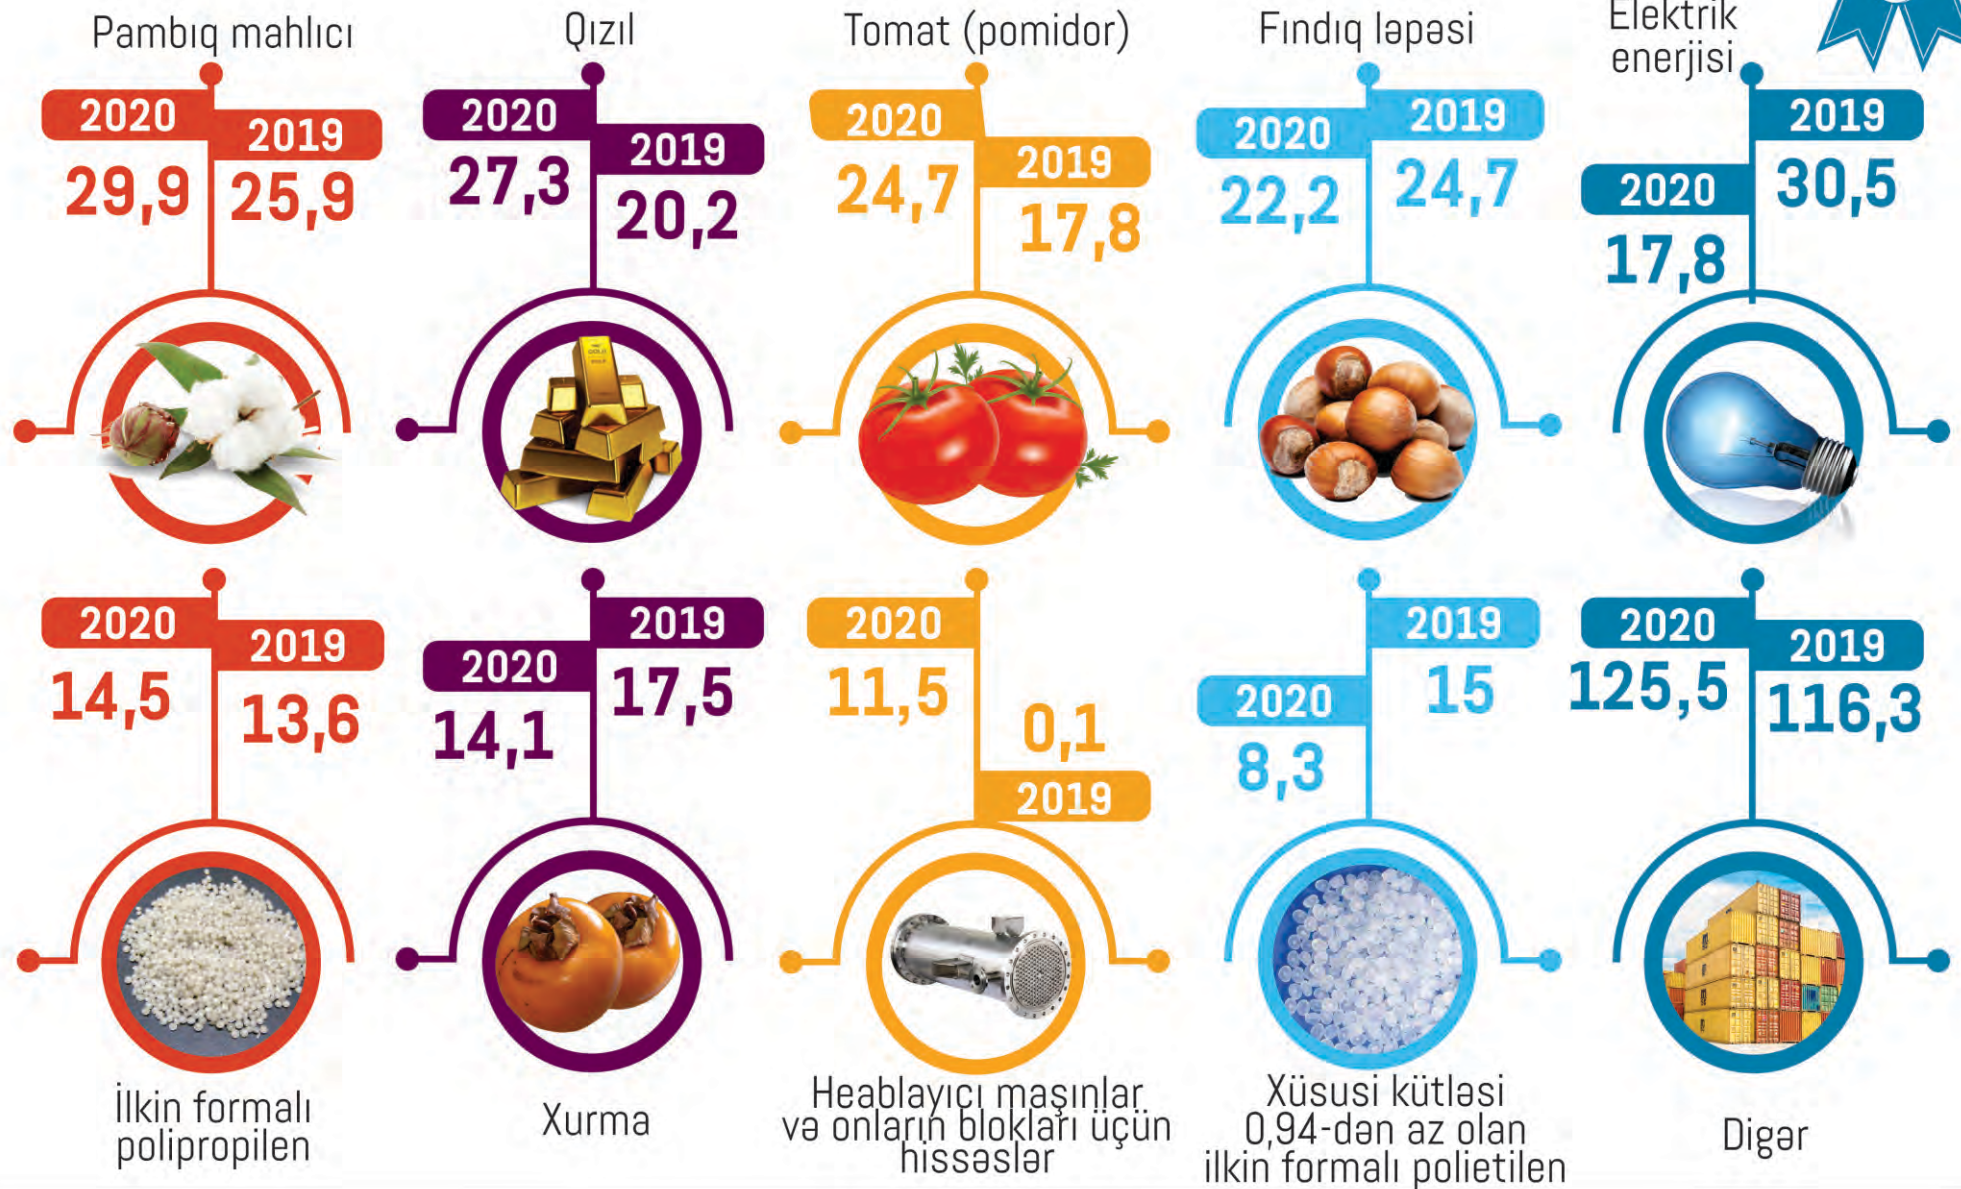 Pambıq mahlıcı
2020
2019
29,9
25,9
Qızıl
2020
2019
27,3
20,2
GOLD
Tomat (pomidor)
2020
2019
24,7
17,8
Fındıq ləpəsi
2020
2019
22,2
24,7
Elektrik
enerjisi
2019
30,5
2020
17,8
2020
2019
14,5
13,6
İlkin formalı
polipropilen
2019
2020
17,5
14,1
Xurma
2020
11,5
0,1
2019
Heablayıcı maşınlar
və onların blokları üçün
hissəslər
2019
15
2020
8,3
Xüsusi kütləsi
0,94-dən az olan
ilkin formalı polietilen
2020
2019
125,5
116,3
Digər